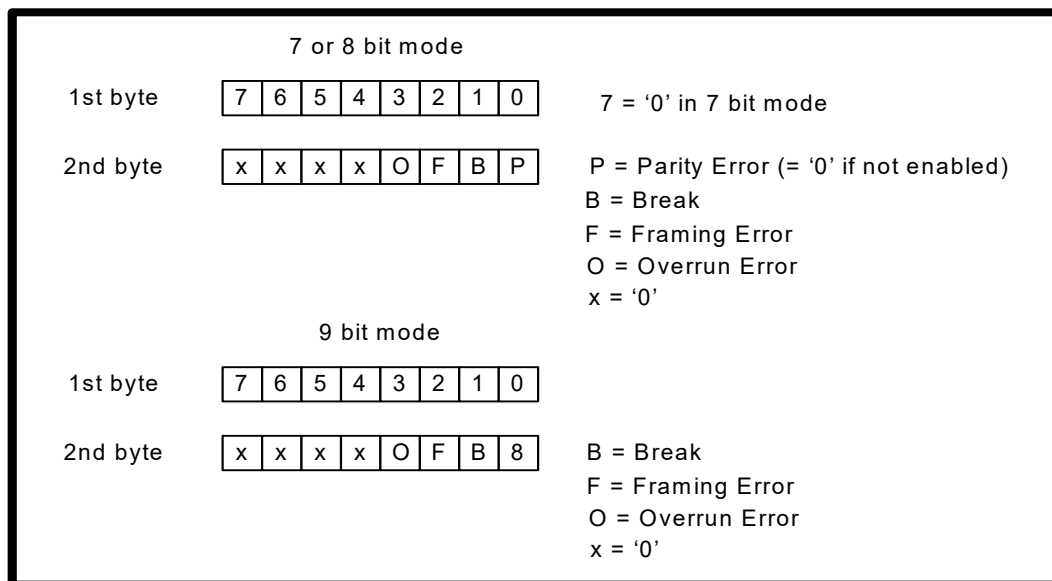 7 or 8 bit mode
1st byte 7 6 5 4 3 2 1 0 7 = ‘0’ in 7 bit mode
2nd byte x x x x O F B P P = Parity Error (= ‘0’ if not enabled)
B = Break
F = Framing Error
O = Overrun Error
x = ‘0’
9 bit mode
1st byte 7 6 5 4 3 2 1 0
2nd byte x x x x O F B 8 B = Break
F = Framing Error
O = Overrun Error
x = ‘0’